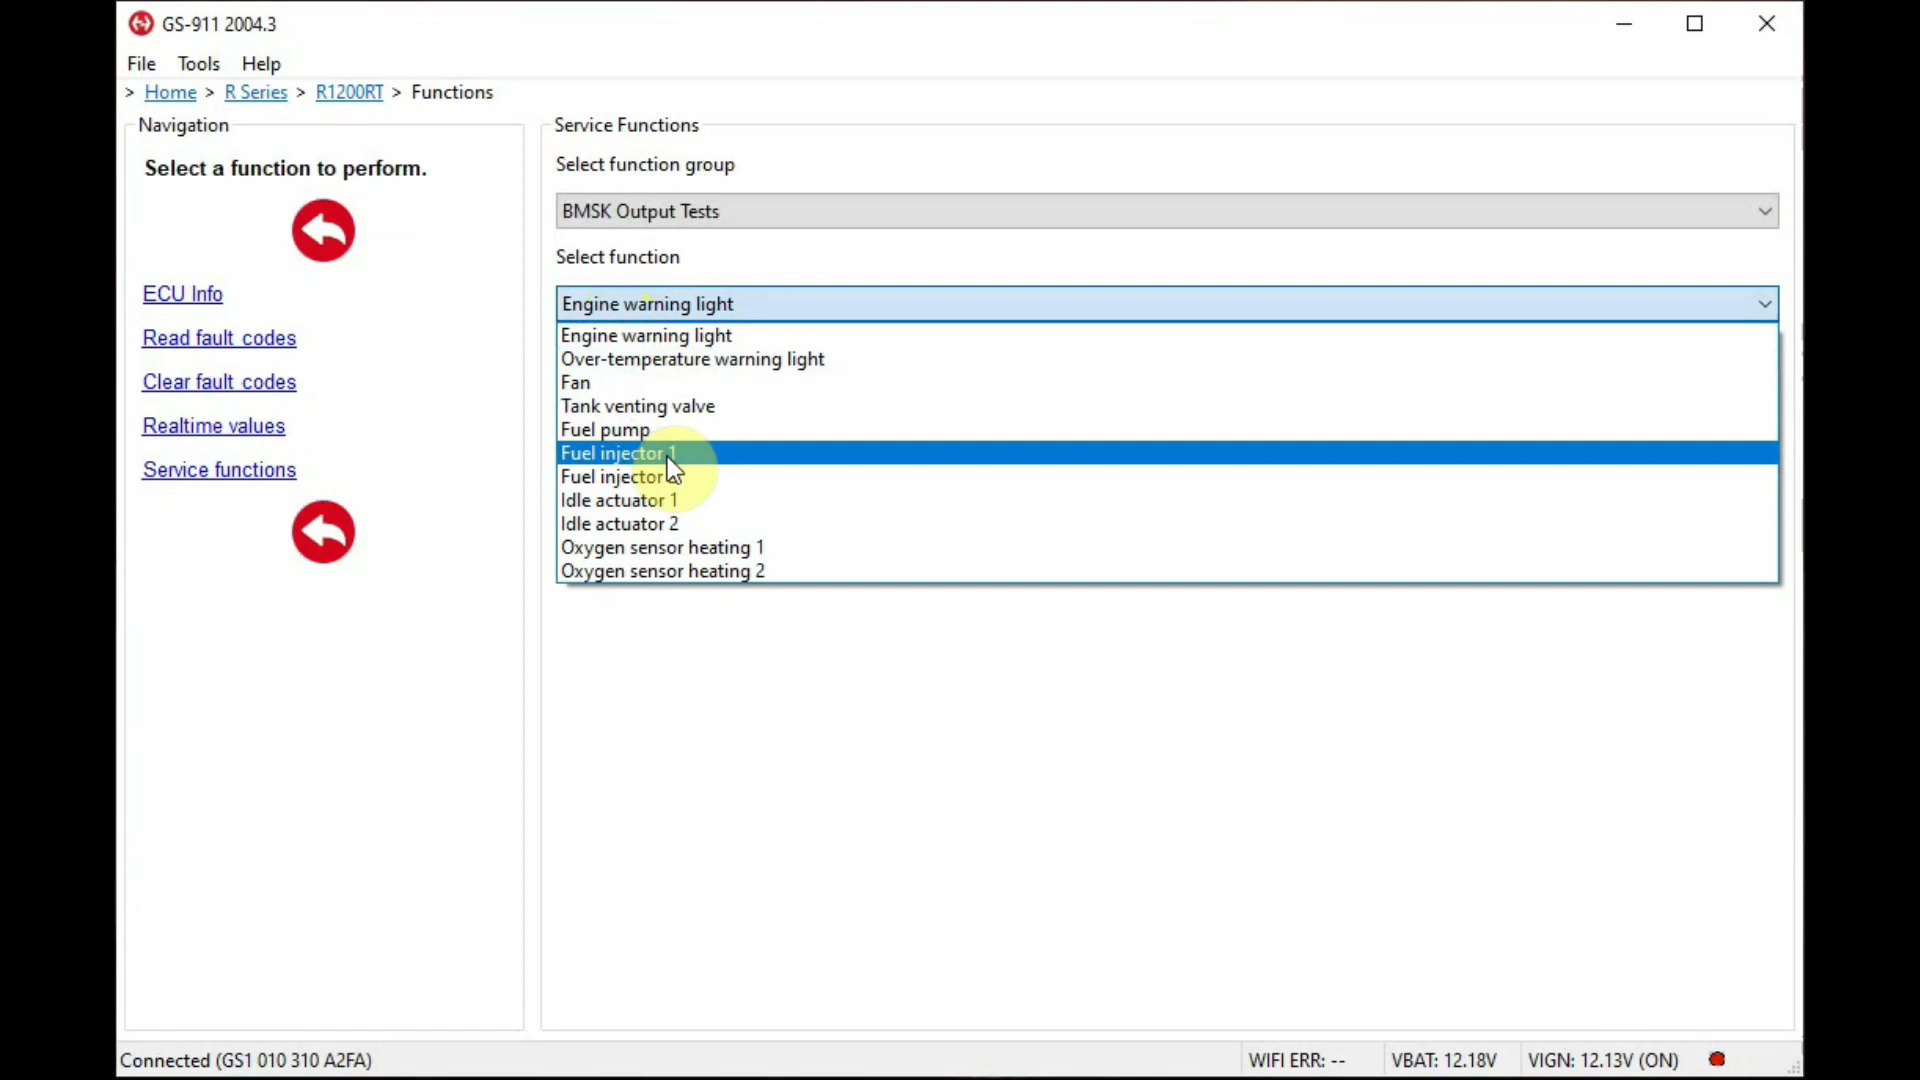 GS-911 2004.3
File Tools Help
> Home > R Series > R1200RT > Functions
Navigation
Select a function to perform.
ECU Info
Read fault codes
Clear fault codes
Realtime values
Service functions
Service Functions
Select function group
BMSK Output Tests
Select function
Engine warning light
Engine warning light
Over-temperature warning light
Fan
Tank venting valve
Fuel pump
Fuel injector 1
Fuel injector
Idle actuator 1
Idle actuator 2
Oxygen sensor heating 1
Oxygen sensor heating 2
Connected (GS1 010 310 A2FA)
WIFI ERR: -- VBAT: 12.18V VIGN: 12.13V (ON)